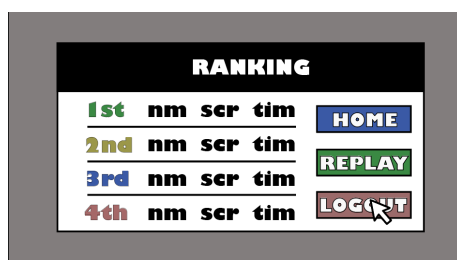 RANKING
1st nm scr tim
2nd nm scr tim
3rd nm scr tim
4th nm scr tim
HOME
REPLAY
LOGOUT